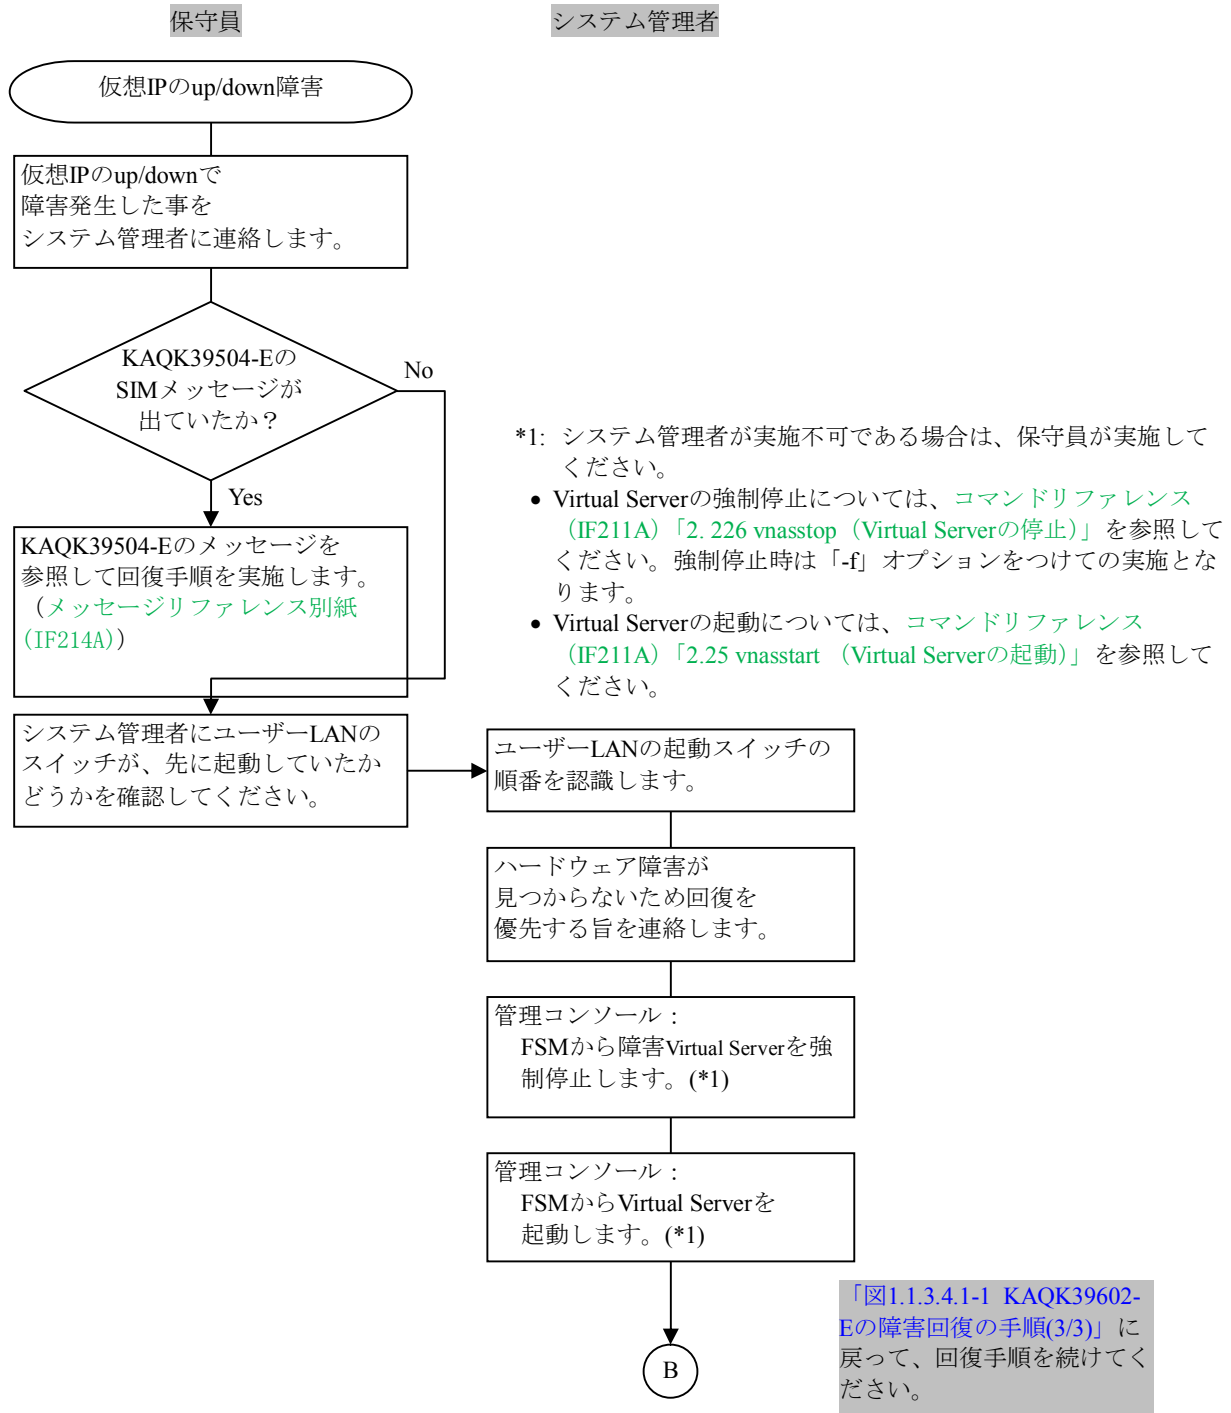 保守員
システム管理者
仮想IPのup/down障害
仮想IPのup/downで
障害発生した事を
システム管理者に連絡します。
KAQK39504-Eの
SIMメッセージが
出ていたか？
No
Yes
KAQK39504-Eのメッセージを
参照して回復手順を実施します。
（メッセージリファレンス別紙
(IF214A)）
システム管理者にユーザーLANの
スイッチが、先に起動していたか
どうかを確認してください。
*1: システム管理者が実施不可である場合は、保守員が実施して
ください。
• Virtual Serverの強制停止については、コマンドリファレンス
（IF211A）「2. 226 vnasstop（Virtual Serverの停止）」を参照して
ください。強制停止時は「-f」オプションをつけての実施とな
ります。
• Virtual Serverの起動については、コマンドリファレンス
（IF211A）「2.25 vnasstart （Virtual Serverの起動）」を参照して
ください。
ユーザーLANの起動スイッチの
順番を認識します。
ハードウェア障害が
見つからないため回復を
優先する旨を連絡します。
管理コンソール：
FSMから障害Virtual Serverを強
制停止します。(*1)
管理コンソール：
FSMからVirtual Serverを
起動します。(*1)
B
「図1.1.3.4.1-1 KAQK39602-
Eの障害回復の手順(3/3)」に
戻って、回復手順を続けてく
ださい。